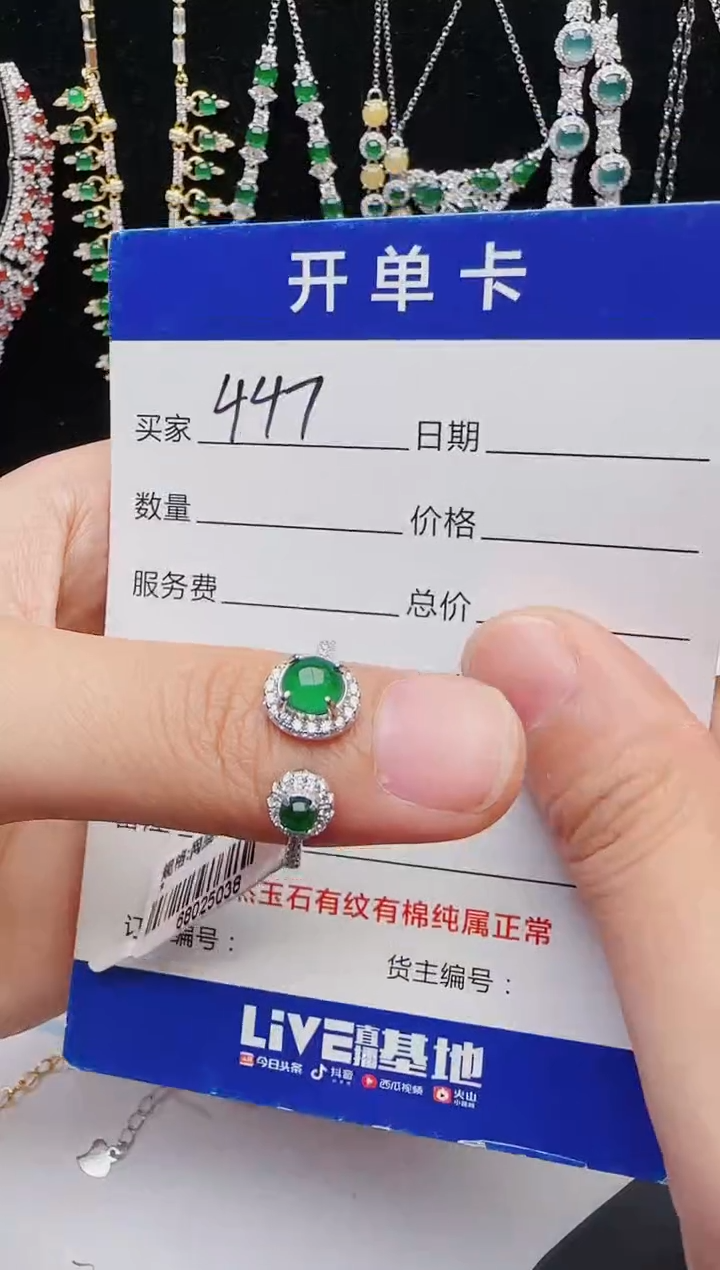 开单卡
买家 447 日期
数量 价格
服务费 总价
68025038
玉石有纹有棉纯属正常
订 编号：
货主编号：
LiVE直播基地
今日头条 抖音 西瓜视频 火山